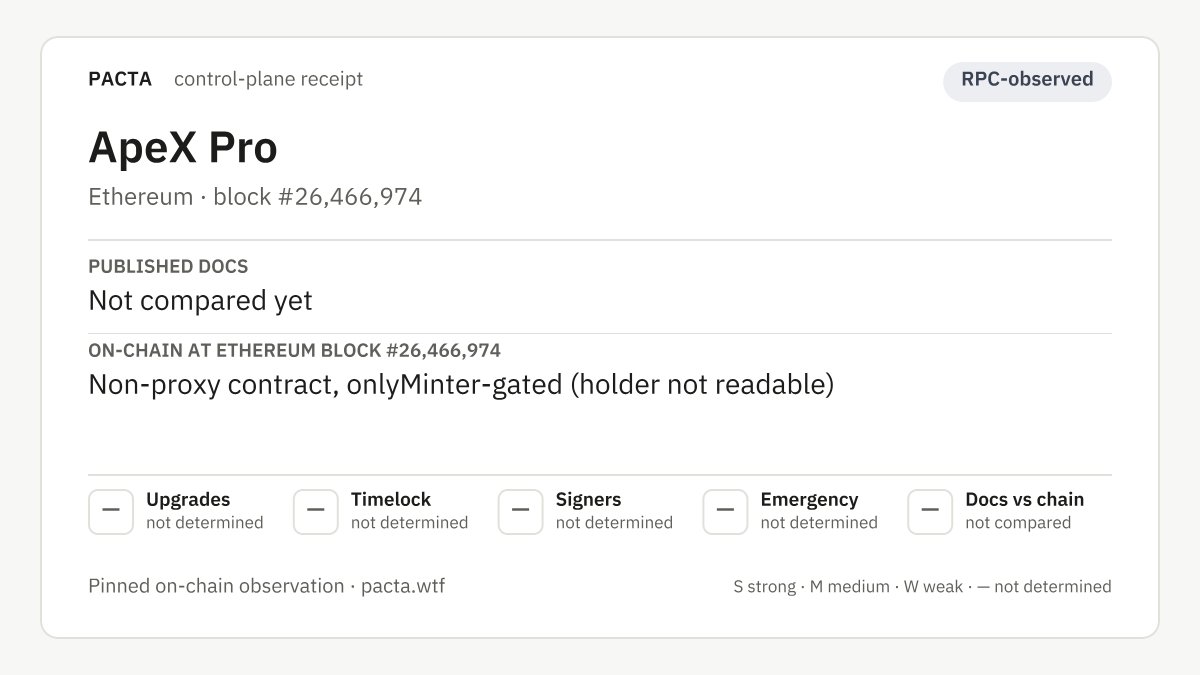 PACTA control-plane receipt
RPC-observed
ApeX Pro
Ethereum · block #26,466,974
PUBLISHED DOCS
Not compared yet
ON-CHAIN AT ETHEREUM BLOCK #26,466,974
Non-proxy contract, onlyMinter-gated (holder not readable)
— Upgrades
not determined
— Timelock
not determined
— Signers
not determined
— Emergency
not determined
— Docs vs chain
not compared
Pinned on-chain observation · pacta.wtf
S strong · M medium · W weak · — not determined